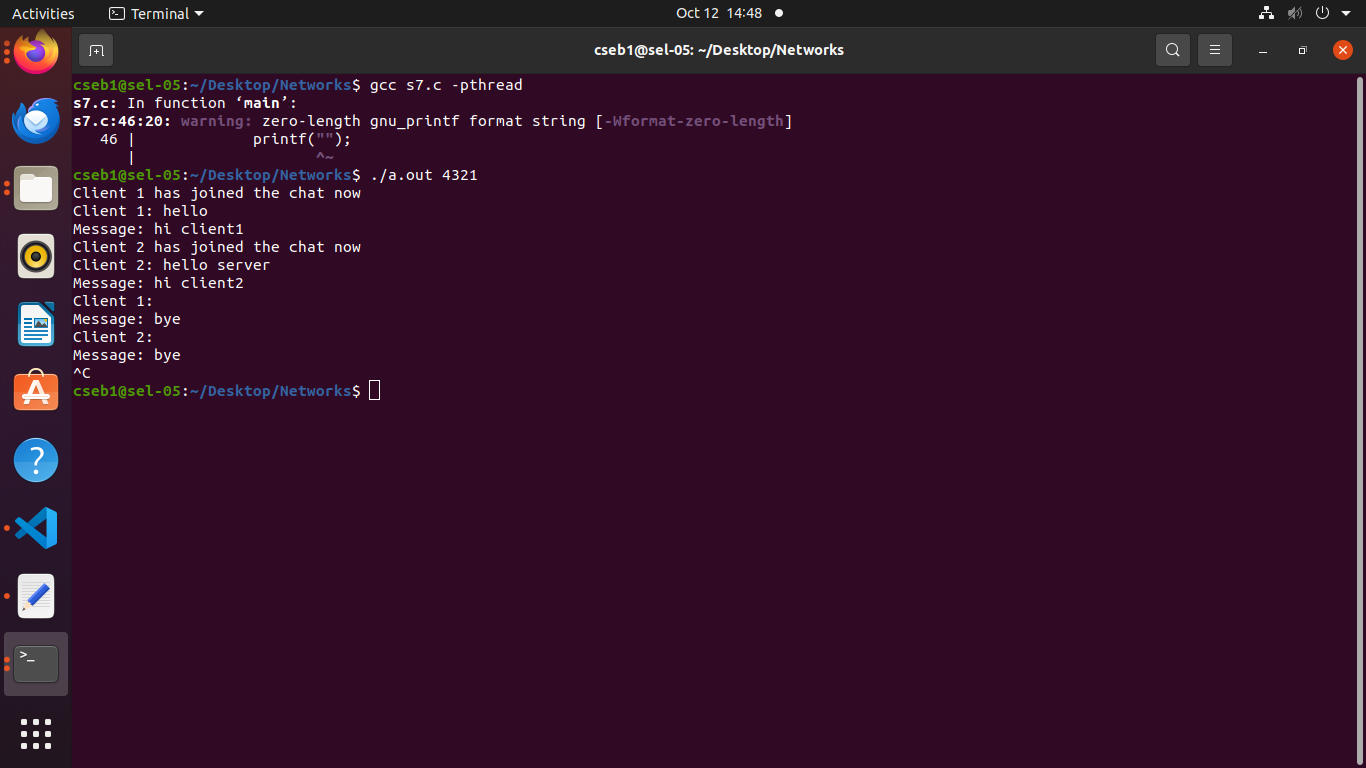 Activities
Terminal
Oct 12 14:48
cseb1@sel-05: ~/Desktop/Networks
cseb1@sel-05:~/Desktop/Networks$ gcc s7.c -pthread
s7.c: In function ‘main’:
s7.c:46:20: warning: zero-length gnu_printf format string [-Wformat-zero-length]
   46 |             printf("");
      |                    ^~
cseb1@sel-05:~/Desktop/Networks$ ./a.out 4321
Client 1 has joined the chat now
Client 1: hello
Message: hi client1
Client 2 has joined the chat now
Client 2: hello server
Message: hi client2
Client 1:
Message: bye
Client 2:
Message: bye
^C
cseb1@sel-05:~/Desktop/Networks$